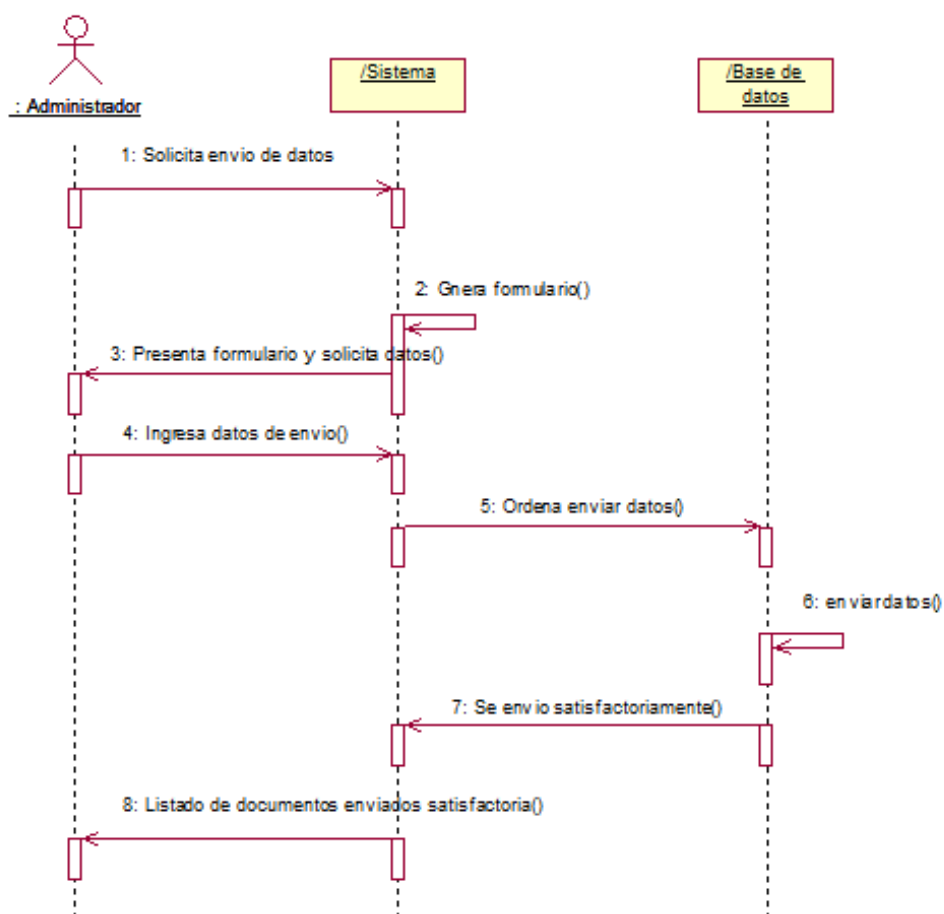 /Sistema
/Base de
datos
: Administrador
1: Solicita envio de datos
2: Gnera formulario()
3: Presenta formulario y solicita datos()
4: Ingresa datos de envio()
5: Ordena enviar datos()
6: enviar datos()
7: Se envio satisfactoriamente()
8: Listado de documentos enviados satisfactoria()